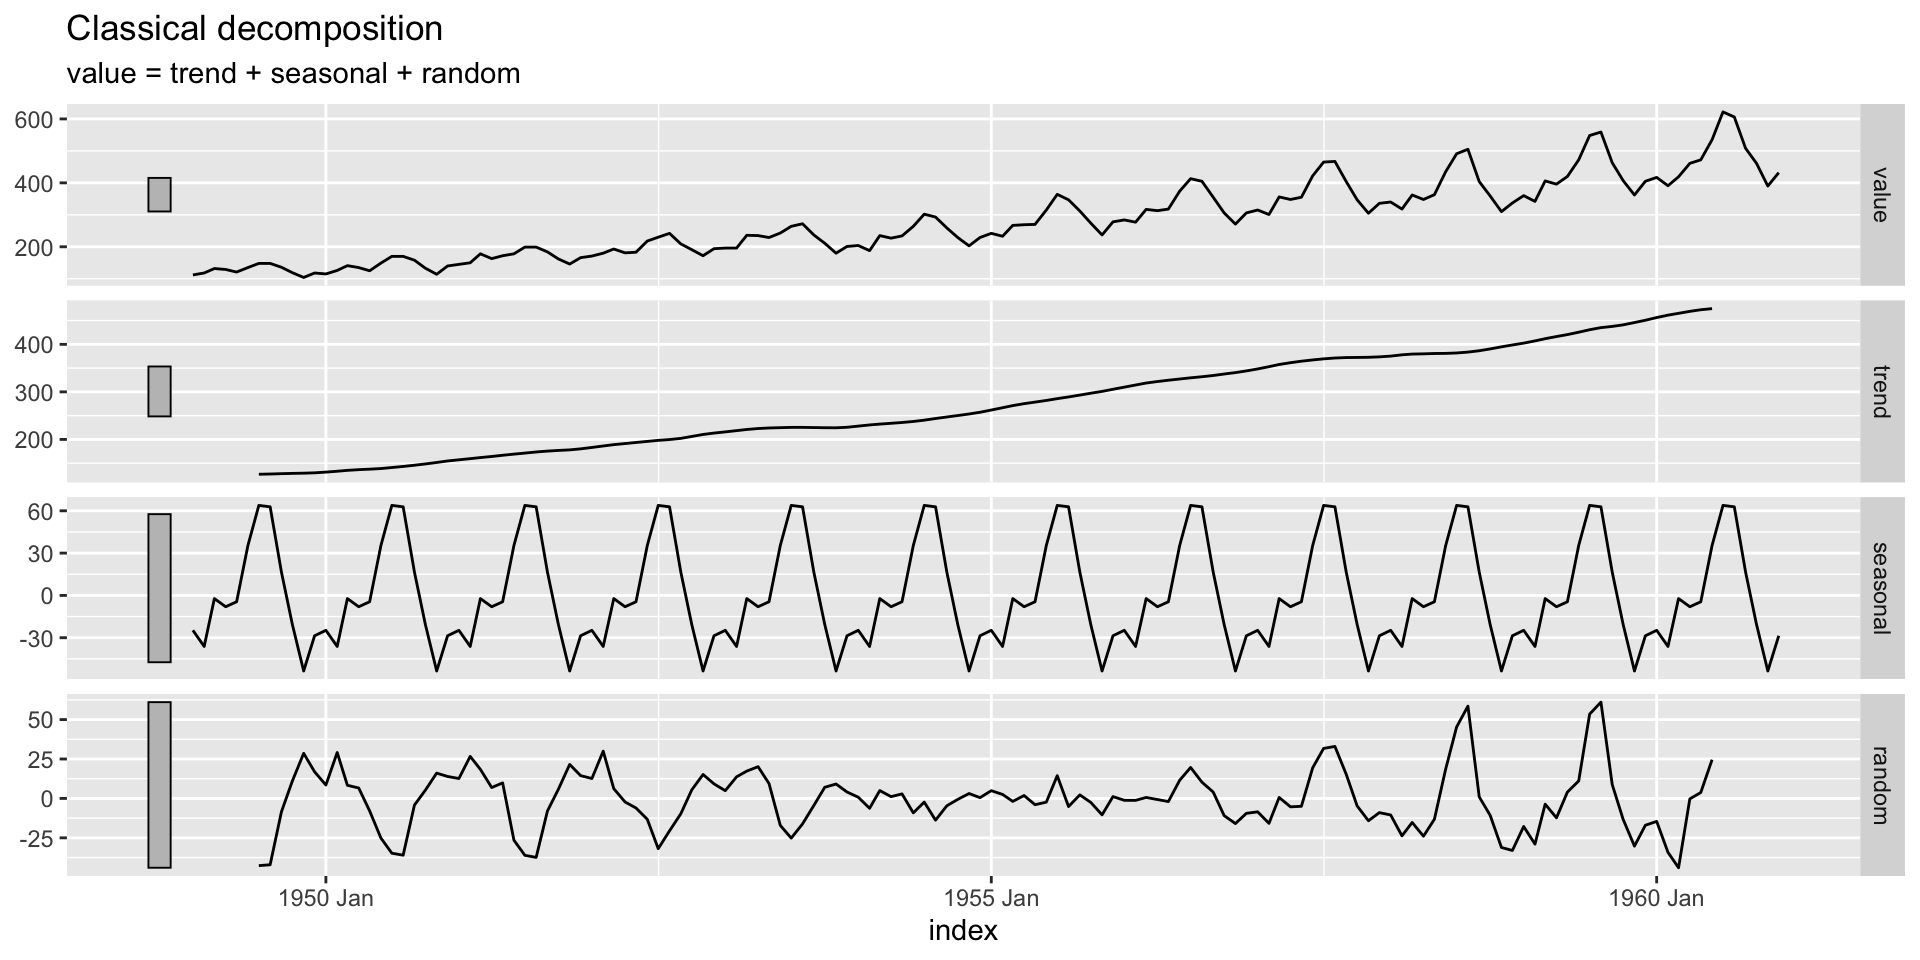 Classical decomposition
value = trend + seasonal + random
600
400
200
value
400
300
200
trend
60
30
0
-30
seasonal
50
25
0
-25
random
1950 Jan
1955 Jan
1960 Jan
index